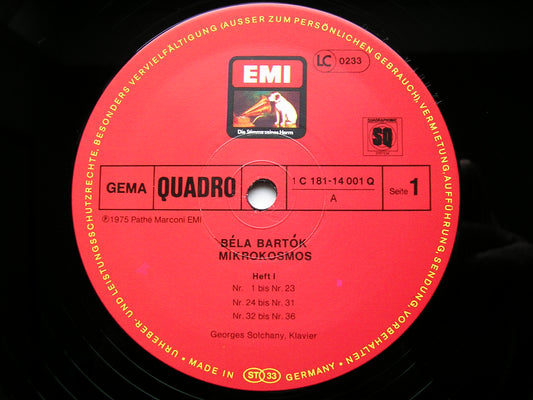 URHEBER- UND LEISTUNGSSCHUTZRECHTE, BESONDERS VERVIELFÄLTIGUNG (AUSSER ZUM PERSÖNLICHEN GEBRAUCH), VERMIETUNG, AUFFÜHRUNG, SENDUNG, VORBEHALTEN
EMI
LC 0233
Die Stimme seines Herrn
QUADRAPHONIC
SQ
GEMA QUADRO 1 C 181-14 001 Q
A
Seite 1
℗1975 Pathé Marconi EMI
BÉLA BARTÓK
MIKROKOSMOS
Heft I
Nr. 1 bis Nr. 23
Nr. 24 bis Nr. 31
Nr. 32 bis Nr. 36
Georges Solchany, Klavier
• MADE IN ST 33 GERMANY •